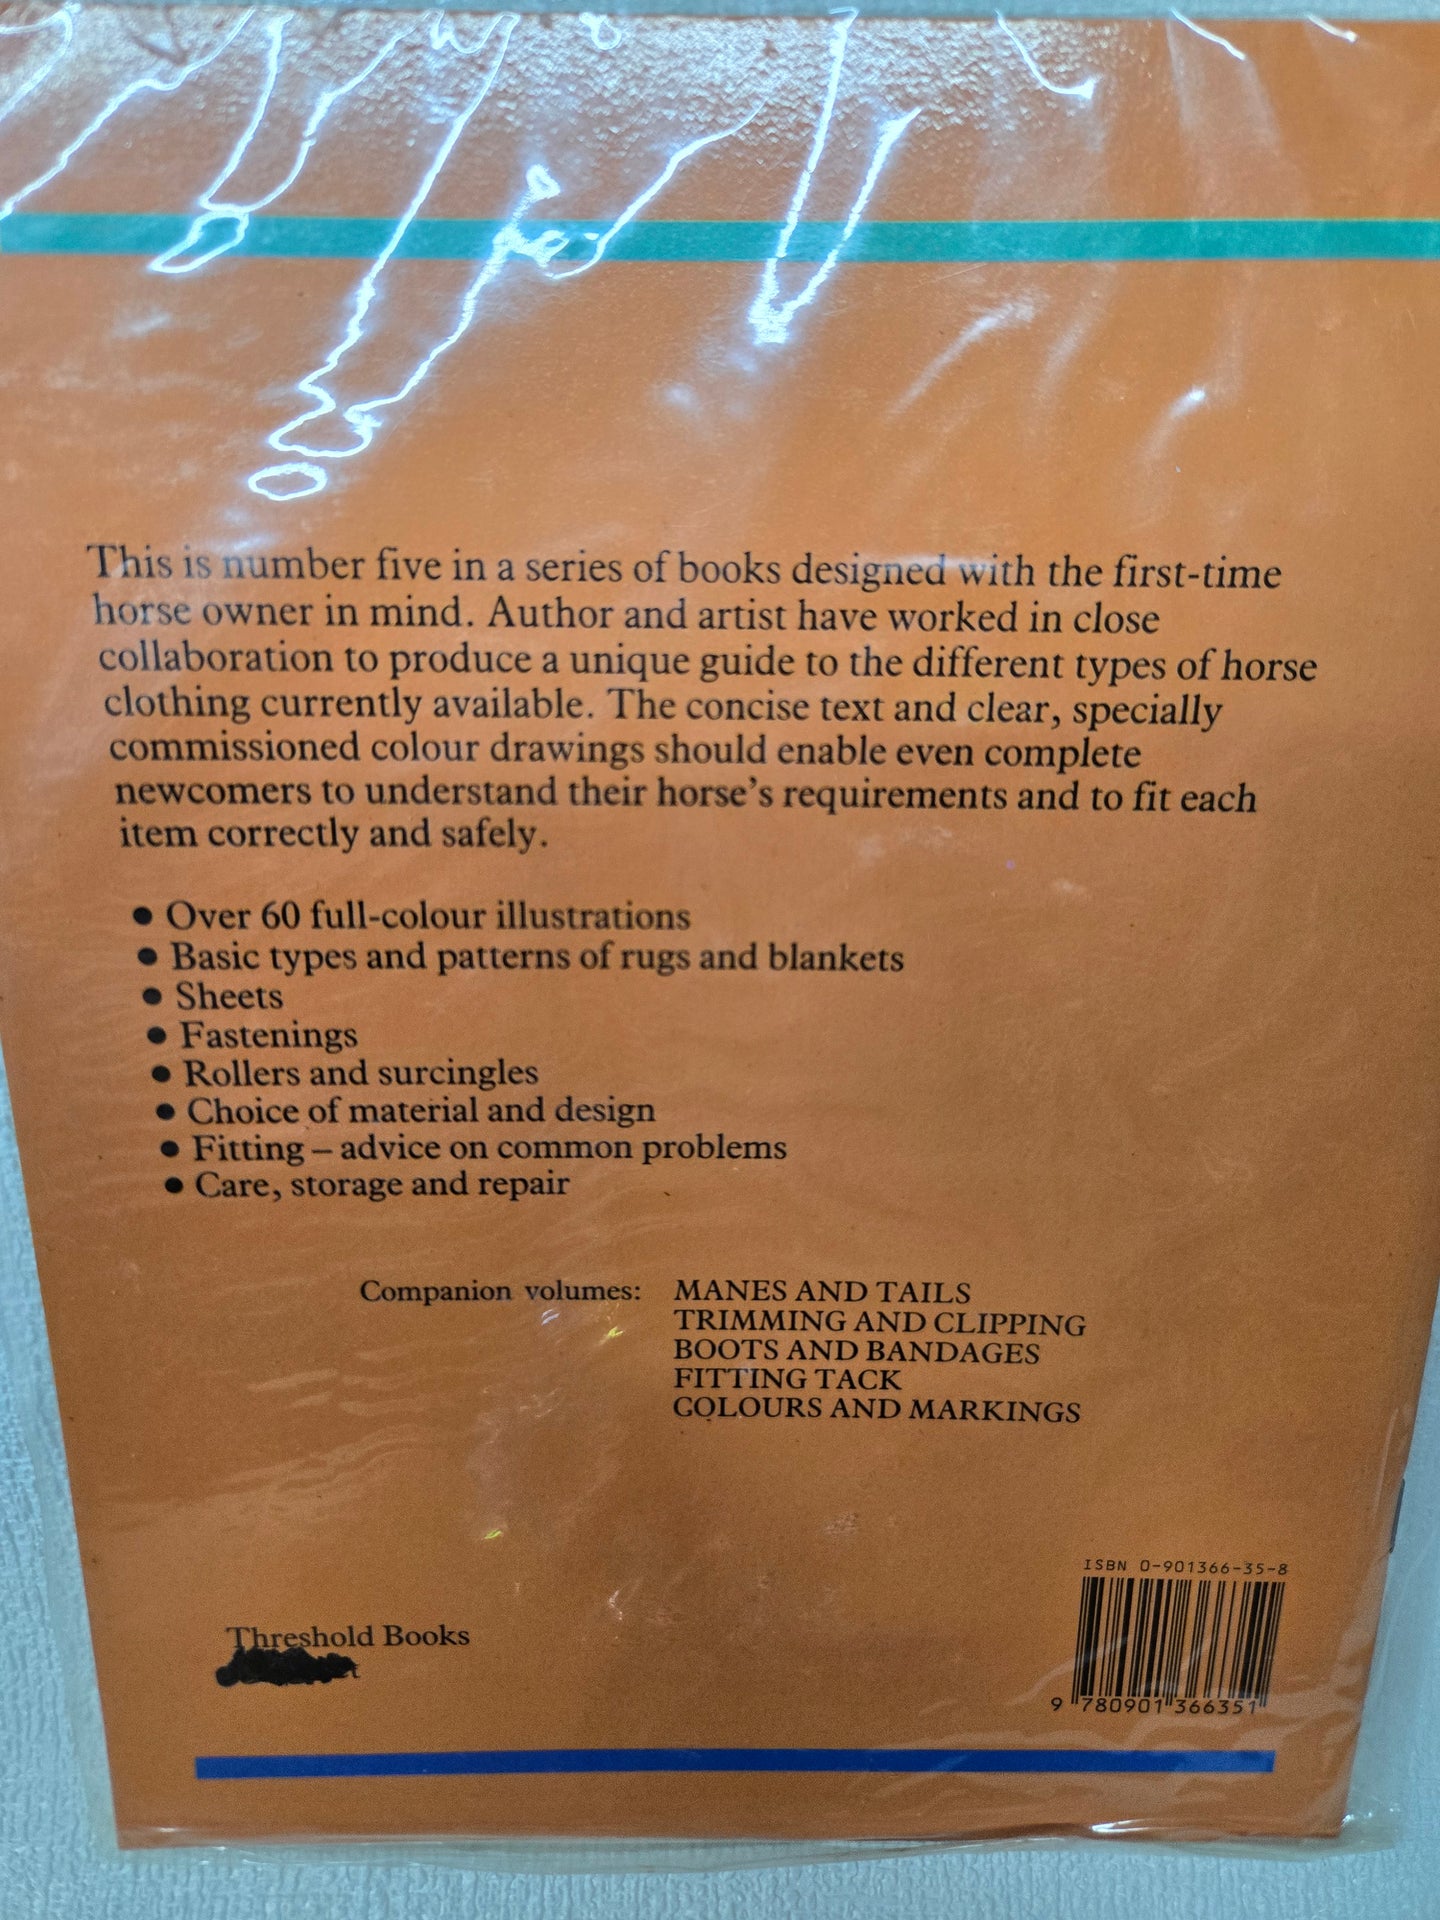 This is number five in a series of books designed with the first-time
horse owner in mind. Author and artist have worked in close
collaboration to produce a unique guide to the different types of horse
clothing currently available. The concise text and clear, specially
commissioned colour drawings should enable even complete
newcomers to understand their horse's requirements and to fit each
item correctly and safely.
● Over 60 full-colour illustrations
● Basic types and patterns of rugs and blankets
● Sheets
● Fastenings
● Rollers and surcingles
● Choice of material and design
● Fitting – advice on common problems
● Care, storage and repair
Companion volumes: MANES AND TAILS
TRIMMING AND CLIPPING
BOOTS AND BANDAGES
FITTING TACK
COLOURS AND MARKINGS
ISBN 0-901366-35-8
Threshold Books
9 780901 366351